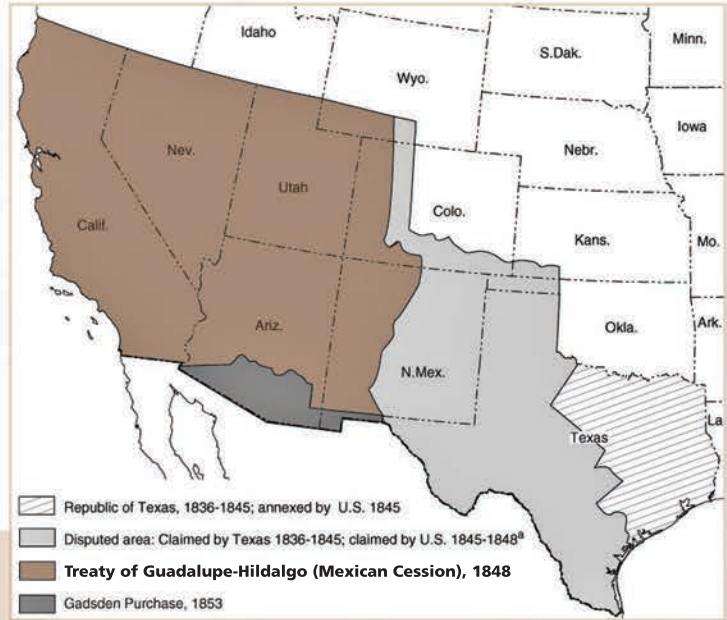 Idaho
Minn.
S.Dak.
Wyo.
Iowa
Nebr.
Nev.
Utah
Colo.
Calif.
Kans.
Mo.
Ariz.
Okla.
Ark.
N.Mex.
La
Texas
Republic of Texas, 1836-1845; annexed by U.S. 1845
Disputed area: Claimed by Texas 1836-1845; claimed by U.S. 1845-1848ª
Treaty of Guadalupe-Hildalgo (Mexican Cession), 1848
Gadsden Purchase, 1853